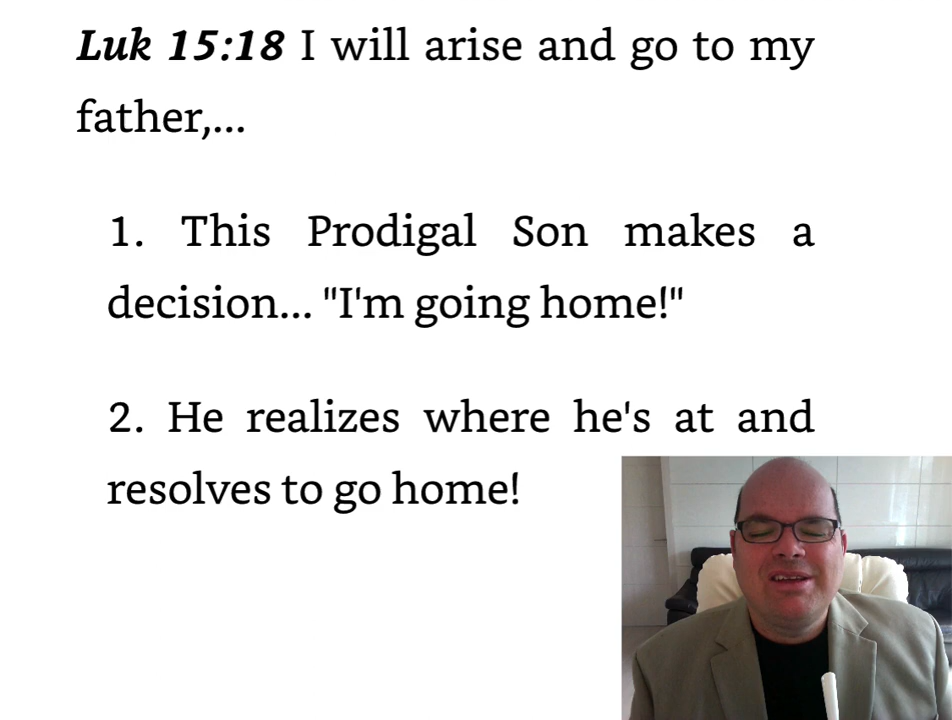 Luk 15:18 I will arise and go to my
father,...
1. This Prodigal Son makes a
decision... "I'm going home!"
2. He realizes where he's at and
resolves to go home!